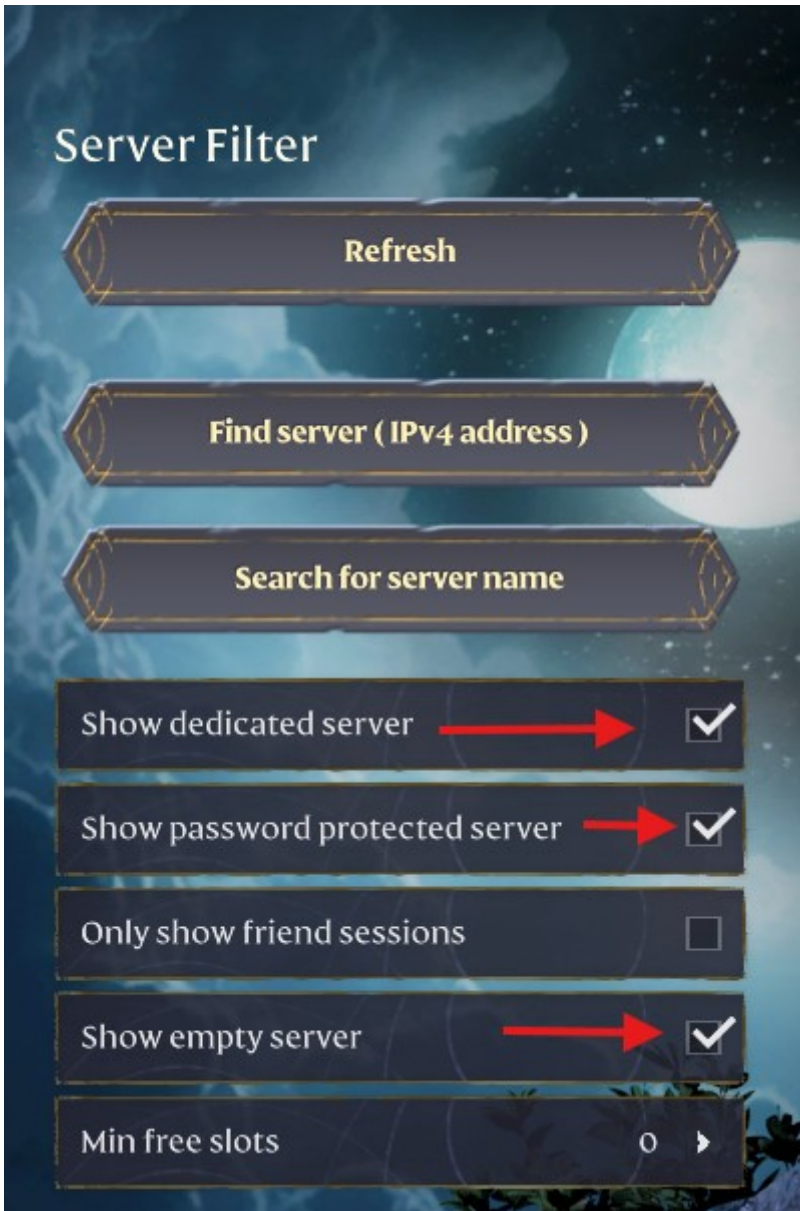 Server Filter
Refresh
Find server ( IPv4 address )
Search for server name
Show dedicated server
Show password protected server
Only show friend sessions
Show empty server
Min free slots 0